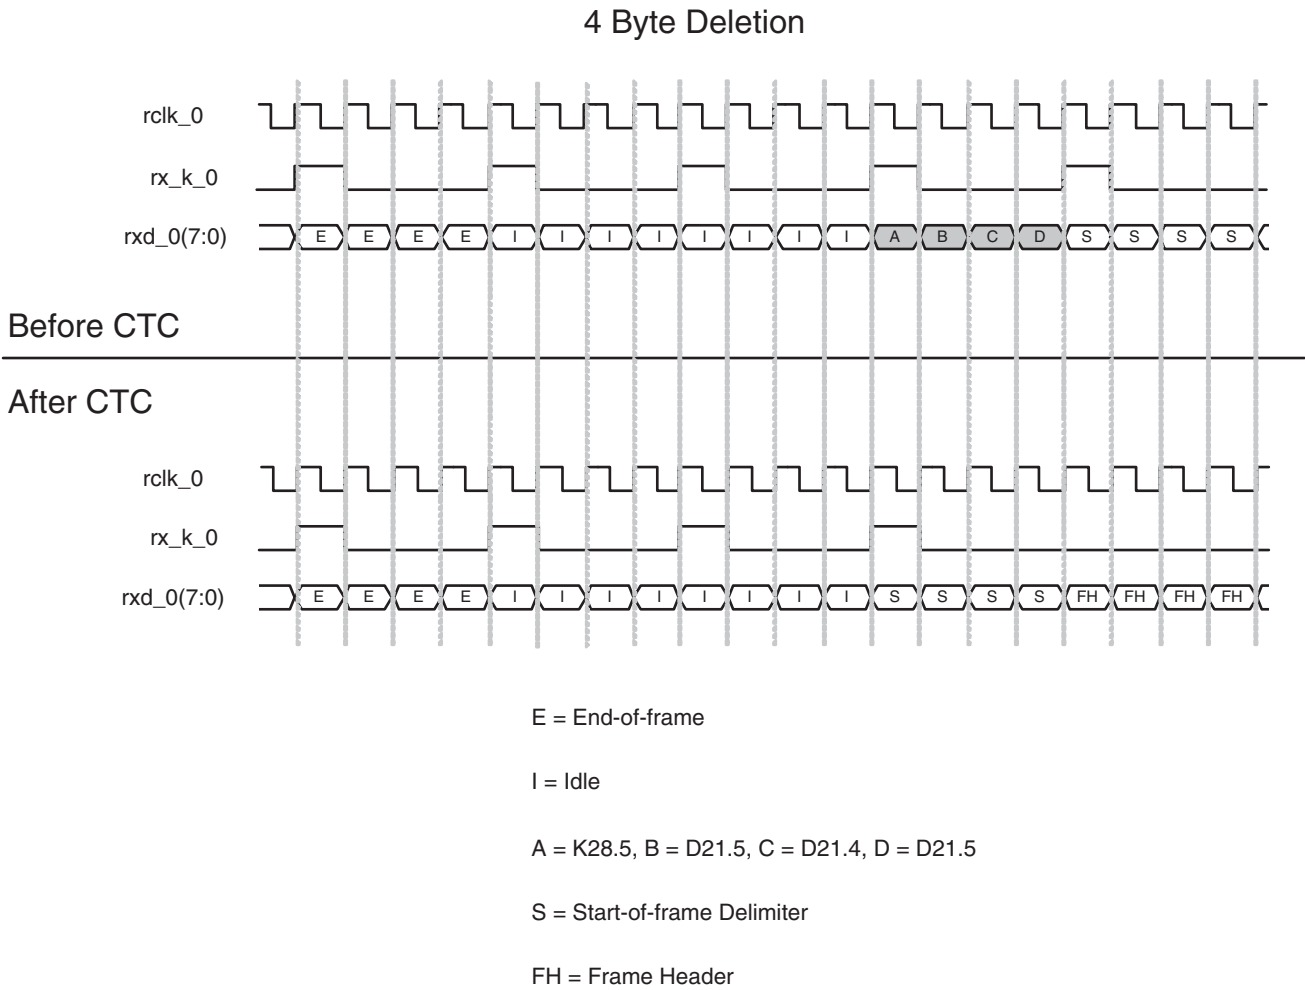 4 Byte Deletion
rclk_0
rx_k_0
rxd_0(7:0) E E E E I I I I I I I I A B C D S S S S
Before CTC
After CTC
rclk_0
rx_k_0
rxd_0(7:0) E E E E I I I I I I I I S S S S FH FH FH FH
E = End-of-frame
I = Idle
A = K28.5, B = D21.5, C = D21.4, D = D21.5
S = Start-of-frame Delimiter
FH = Frame Header